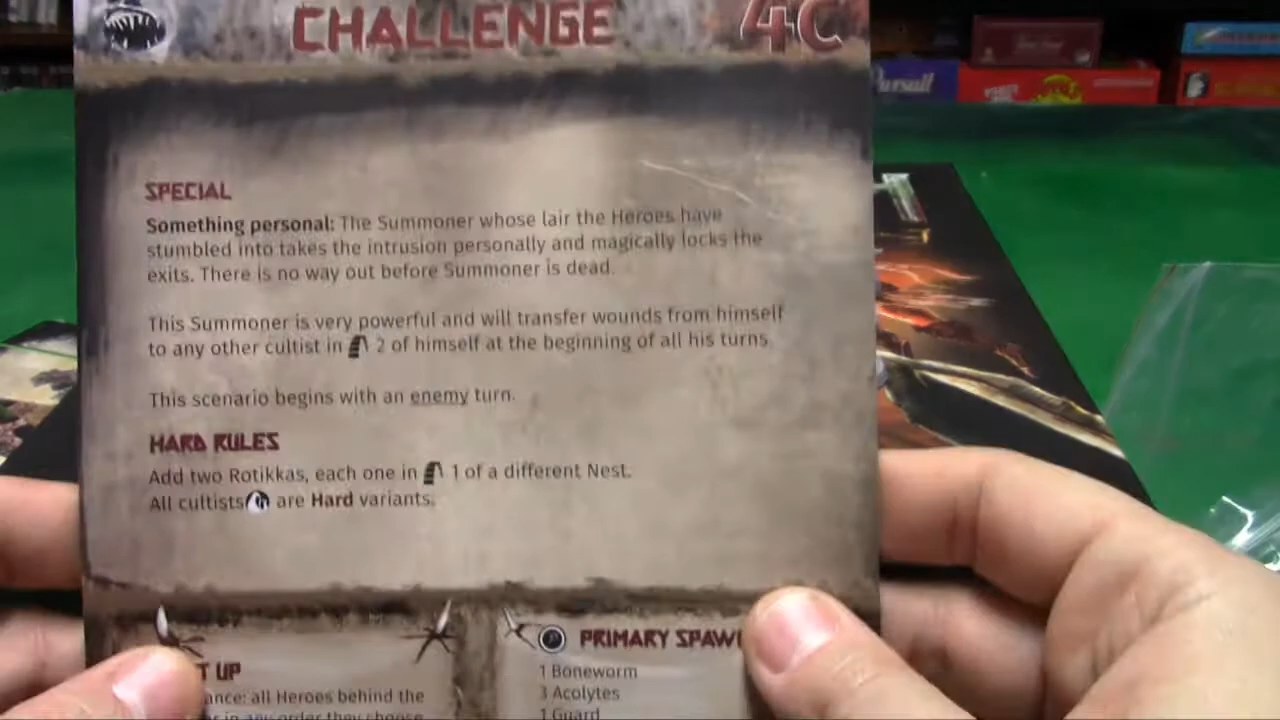 CHALLENGE 4C
SPECIAL
Something personal: The Summoner whose lair the Heroes have
stumbled into takes the intrusion personally and magically locks the
exits. There is no way out before Summoner is dead.
This Summoner is very powerful and will transfer wounds from himself
to any other cultist in 2 of himself at the beginning of all his turns
This scenario begins with an enemy turn.
HARD RULES
Add two Rotikkas, each one in 1 of a different Nest.
All cultists are Hard variants.
T UP
ance: all Heroes behind the
in any order they choose
PRIMARY SPAW
1 Boneworm
3 Acolytes
1 Guard
Pursuit